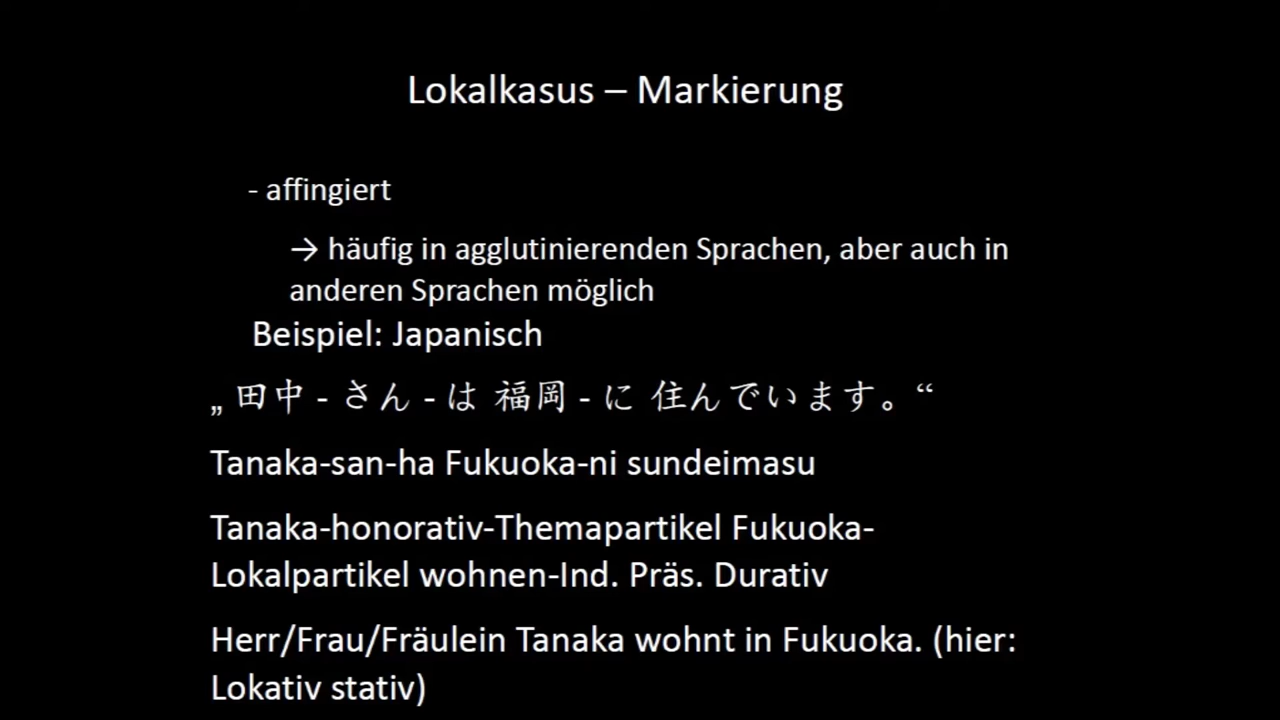 Lokalkasus – Markierung
- affingiert
→ häufig in agglutinierenden Sprachen, aber auch in
anderen Sprachen möglich
Beispiel: Japanisch
„ 田中 - さん - は 福岡 - に 住んでいます。“
Tanaka-san-ha Fukuoka-ni sundeimasu
Tanaka-honorativ-Themapartikel Fukuoka-
Lokalpartikel wohnen-Ind. Präs. Durativ
Herr/Frau/Fräulein Tanaka wohnt in Fukuoka. (hier:
Lokativ stativ)